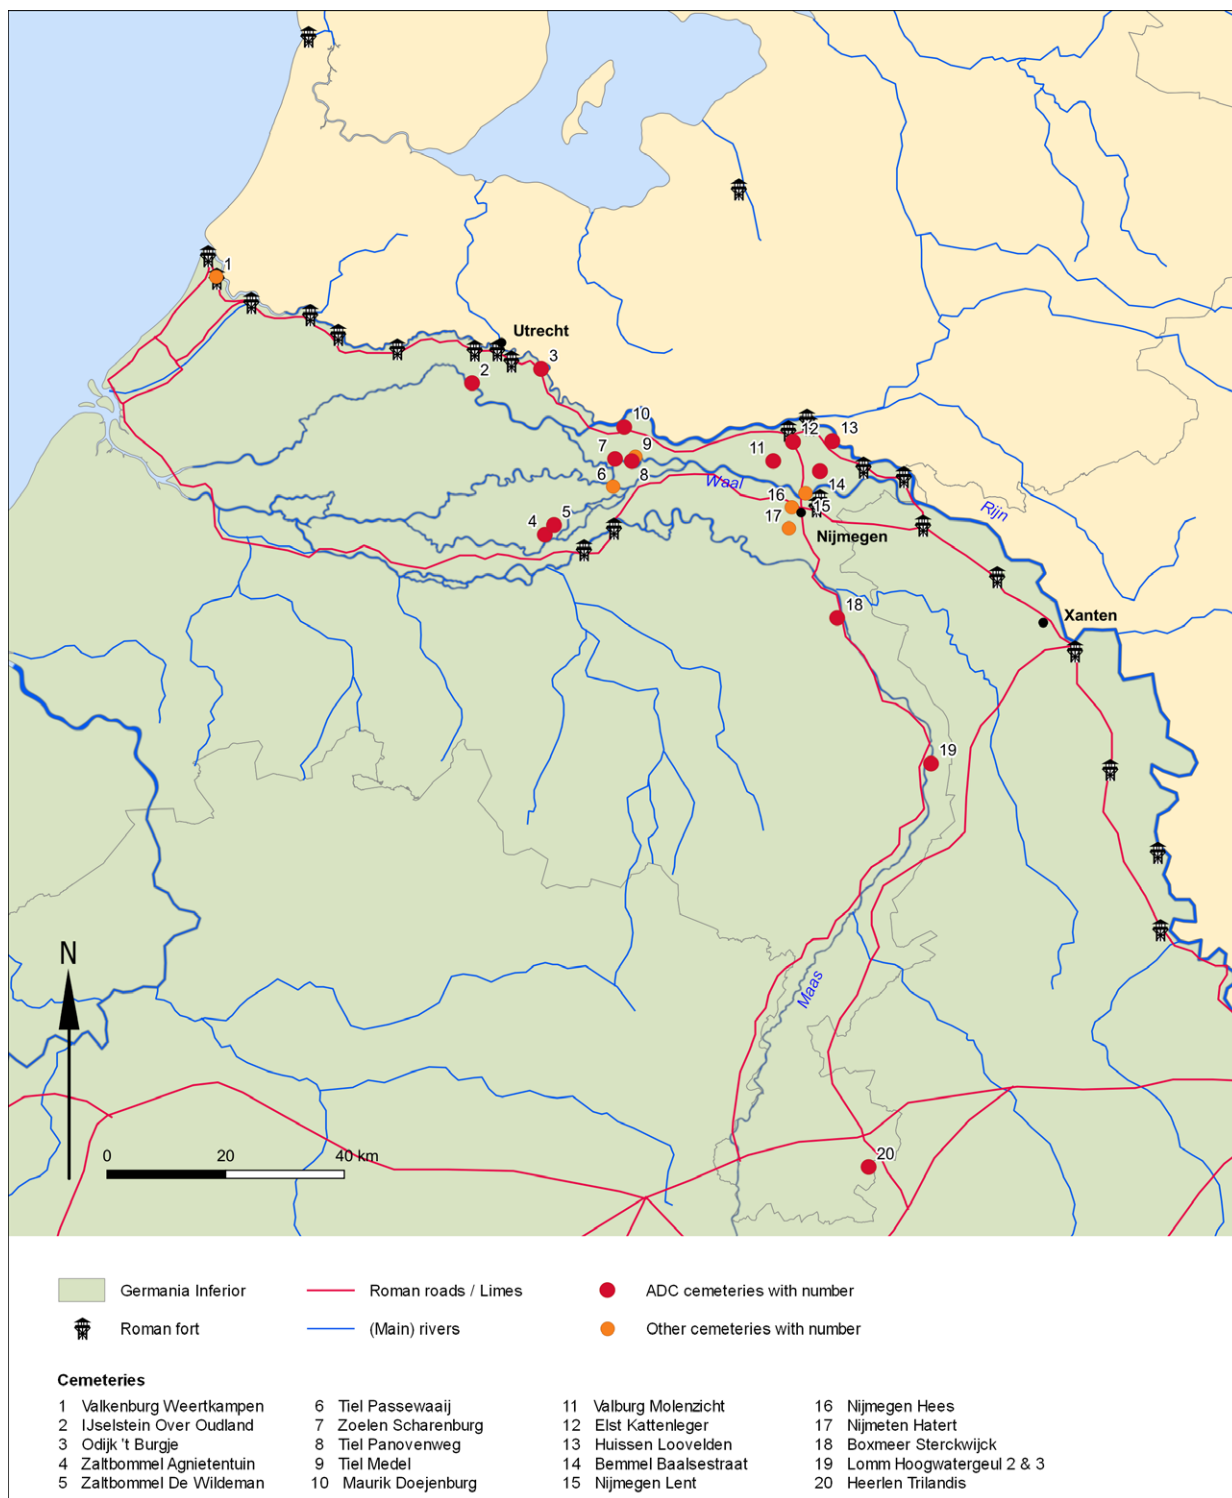 1
Utrecht
3
2
10
12
13
7
9
11
8
6
14
Waal
16
15
Rijn
5
17
4
Nijmegen
18
Xanten
19
N
Maas
0 20 40 km
20
Germania Inferior
Roman roads / Limes
ADC cemeteries with number
Roman fort
(Main) rivers
Other cemeteries with number
Cemeteries
1 Valkenburg Weertkampen
2 IJselstein Over Oudland
3 Odijk 't Burgje
4 Zaltbommel Agnietentuin
5 Zaltbommel De Wildeman
6 Tiel Passewaaij
7 Zoelen Scharenburg
8 Tiel Panovenweg
9 Tiel Medel
10 Maurik Doejenburg
11 Valburg Molenzicht
12 Elst Kattenleger
13 Huissen Loovelden
14 Bemmel Baalsestraat
15 Nijmegen Lent
16 Nijmegen Hees
17 Nijmeten Hatert
18 Boxmeer Sterckwijck
19 Lomm Hoogwatergeul 2 & 3
20 Heerlen Trilandis